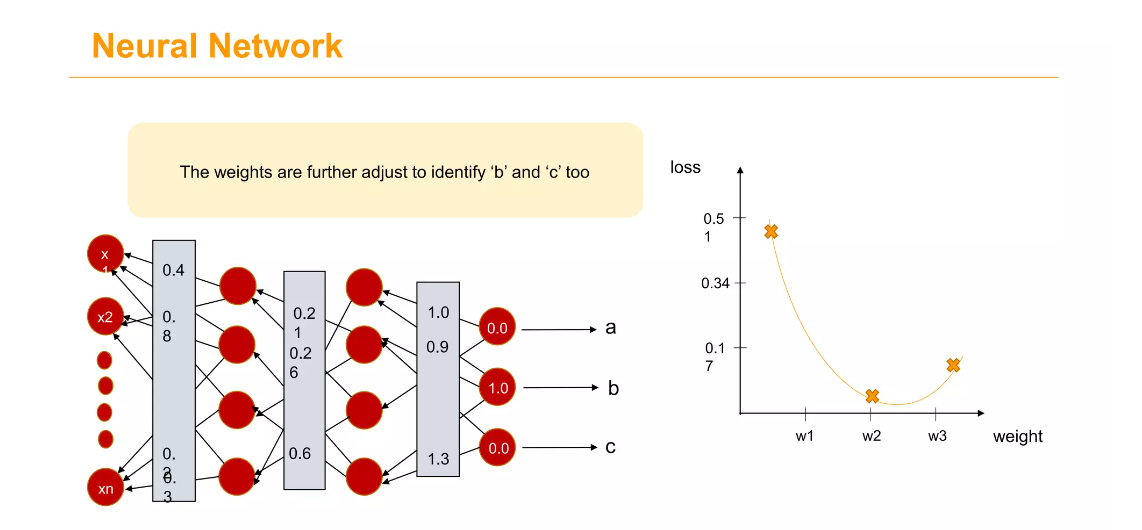 Neural Network
The weights are further adjust to identify ‘b’ and ‘c’ too
x
1
x2
xn
0.4
0.
8
0.
2
0.
3
0.2
1
0.2
6
0.6
1.0
0.9
1.3
0.0
1.0
0.0
a
b
c
loss
0.5
1
0.34
0.1
7
w1
w2
w3
weight